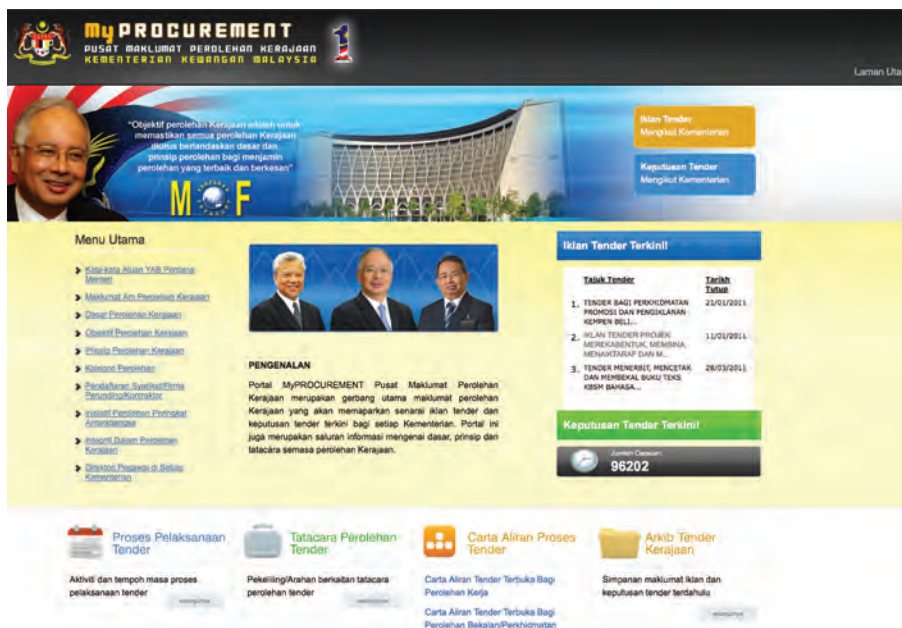 MyPROCUREMENT
PUSAT MAKLUMAT PEROLEHAN KERAJAAN
KEMENTERIAN KEWANGAN MALAYSIA
1
Laman Uta
"Objektif perolehan Kerajaan adalah untuk
memastikan semua perolehan Kerajaan
diurus berlandaskan dasar dan
prinsip perolehan bagi menjamin
perolehan yang terbaik dan berkesan"
M F
Iklan Tender
Mengikut Kementerian
Keputusan Tender
Mengikut Kementerian
Menu Utama
Kata-kata Aluan YAB Perdana
Menteri
Maklumat Am Perolehan Kerajaan
Dasar Perolehan Kerajaan
Objektif Perolehan Kerajaan
Prinsip Perolehan Kerajaan
Kategori Perolehan
Pendaftaran Syarikat/Firma
Perunding/Kontraktor
Inisiatif Perolehan Peringkat
Antarabangsa
Integriti Dalam Perolehan
Kerajaan
Direktori Pegawai di Setiap
Kementerian
PENGENALAN
Portal MyPROCUREMENT Pusat Maklumat Perolehan
Kerajaan merupakan gerbang utama maklumat perolehan
Kerajaan yang akan memaparkan senarai iklan tender dan
keputusan tender terkini bagi setiap Kementerian. Portal ini
juga merupakan saluran informasi mengenai dasar, prinsip dan
tatacara semasa perolehan Kerajaan.
Iklan Tender Terkini!
Tajuk Tender Tarikh
Tutup
1. TENDER BAGI PERKHIDMATAN 21/01/2011
PROMOSI DAN PENGIKLANAN
KEMPEN BELI...
2. IKLAN TENDER PROJEK 11/01/2011
MEREKABENTUK, MEMBINA,
MENAIKTARAF DAN M...
3. TENDER MENERBIT, MENCETAK 28/03/2011
DAN MEMBEKAL BUKU TEKS
KBSM BAHASA...
Keputusan Tender Terkini!
Jumlah Capaian:
96202
Proses Pelaksanaan
Tender
Aktiviti dan tempoh masa proses
pelaksanaan tender
Tatacara Perolehan
Tender
Pekeliling/Arahan berkaitan tatacara
perolehan tender
Carta Aliran Proses
Tender
Carta Aliran Tender Terbuka Bagi
Perolehan Kerja
Carta Aliran Tender Terbuka Bagi
Perolehan Bekalan/Perkhidmatan
Arkib Tender
Kerajaan
Simpanan maklumat iklan dan
keputusan tender terdahulu